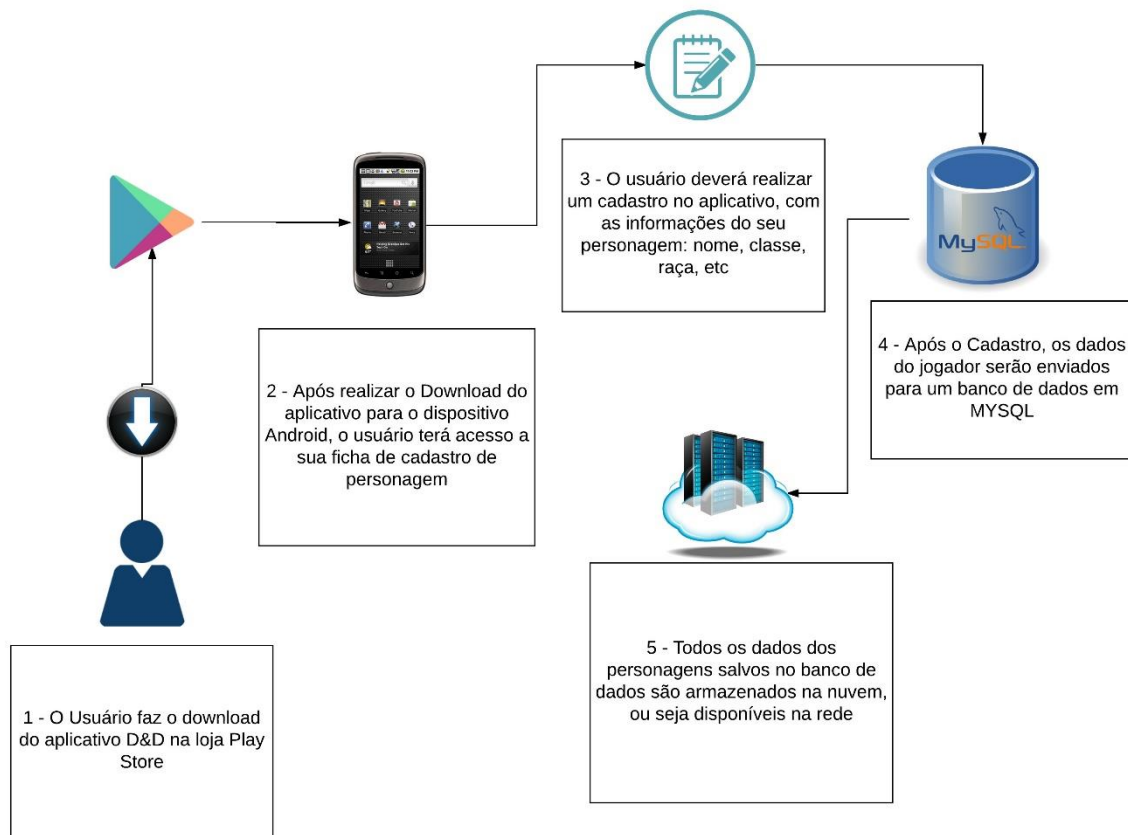 1 - O Usuário faz o download
do aplicativo D&D na loja Play
Store
2 - Após realizar o Download do
aplicativo para o dispositivo
Android, o usuário terá acesso a
sua ficha de cadastro de
personagem
3 - O usuário deverá realizar
um cadastro no aplicativo, com
as informações do seu
personagem: nome, classe,
raça, etc
MySQL
4 - Após o Cadastro, os dados
do jogador serão enviados
para um banco de dados em
MYSQL
5 - Todos os dados dos
personagens salvos no banco de
dados são armazenados na nuvem,
ou seja disponíveis na rede